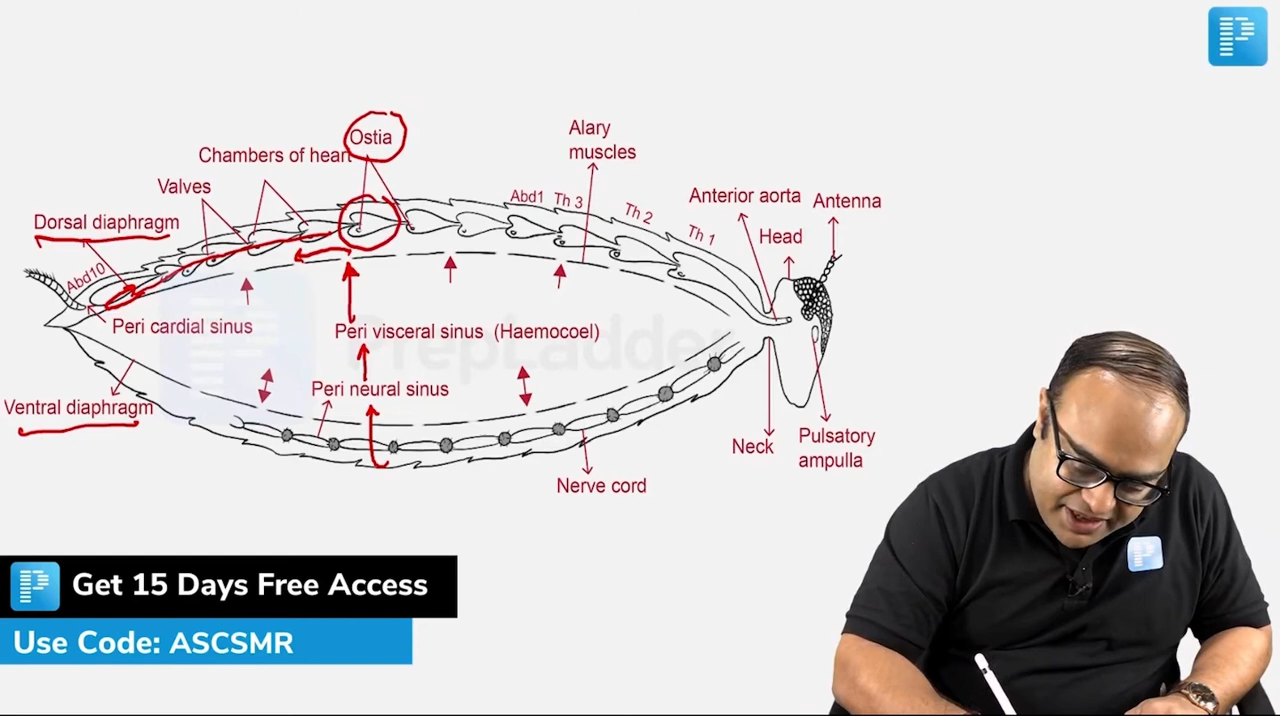 Ostia
Alary
muscles
Chambers of heart
Valves
Abd1
Th 3
Anterior aorta
Antenna
Th 2
Dorsal diaphragm
Th 1
Head
Abd10
Peri cardial sinus
Peri visceral sinus (Haemocoel)
PrepLadder
Peri neural sinus
Ventral diaphragm
Neck
Pulsatory
ampulla
Nerve cord
Get 15 Days Free Access
Use Code: ASCSMR